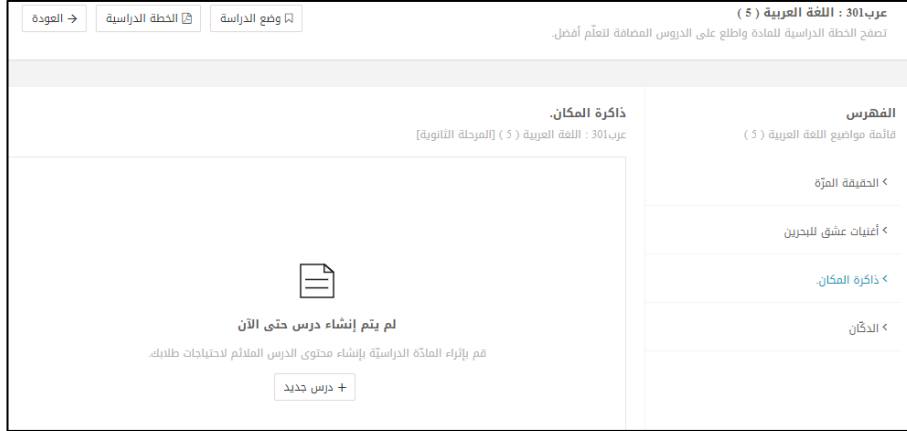 عرب301 : اللغة العربية ( 5 )
تصفح الخطة الدراسية للمادة واطلع على الدروس المضافة لتعلّم أفضل.
وضع الدراسة
الخطة الدراسية
العودة
الفهرس
قائمة مواضيع اللغة العربية ( 5 )
الحقيقة المرّة
أغنيات عشق للبحرين
ذاكرة المكان.
الدكّان
ذاكرة المكان.
عرب301 : اللغة العربية ( 5 ) [المرحلة الثانوية]
لم يتم إنشاء درس حتى الآن
قم بإثراء المادّة الدراسيّة بإنشاء محتوى الدرس الملائم لاحتياجات طلابك.
+ درس جديد